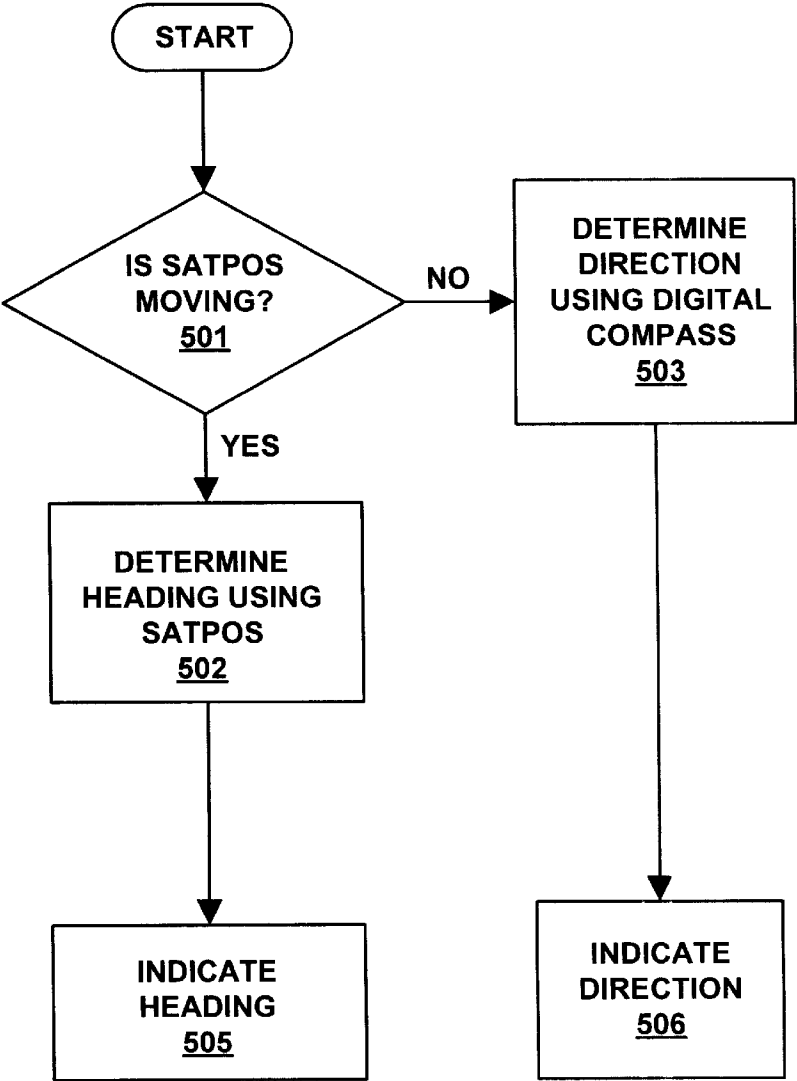 START
IS SATPOS
MOVING?
501
NO
YES
DETERMINE
DIRECTION
USING DIGITAL
COMPASS
503
DETERMINE
HEADING USING
SATPOS
502
INDICATE
HEADING
505
INDICATE
DIRECTION
506